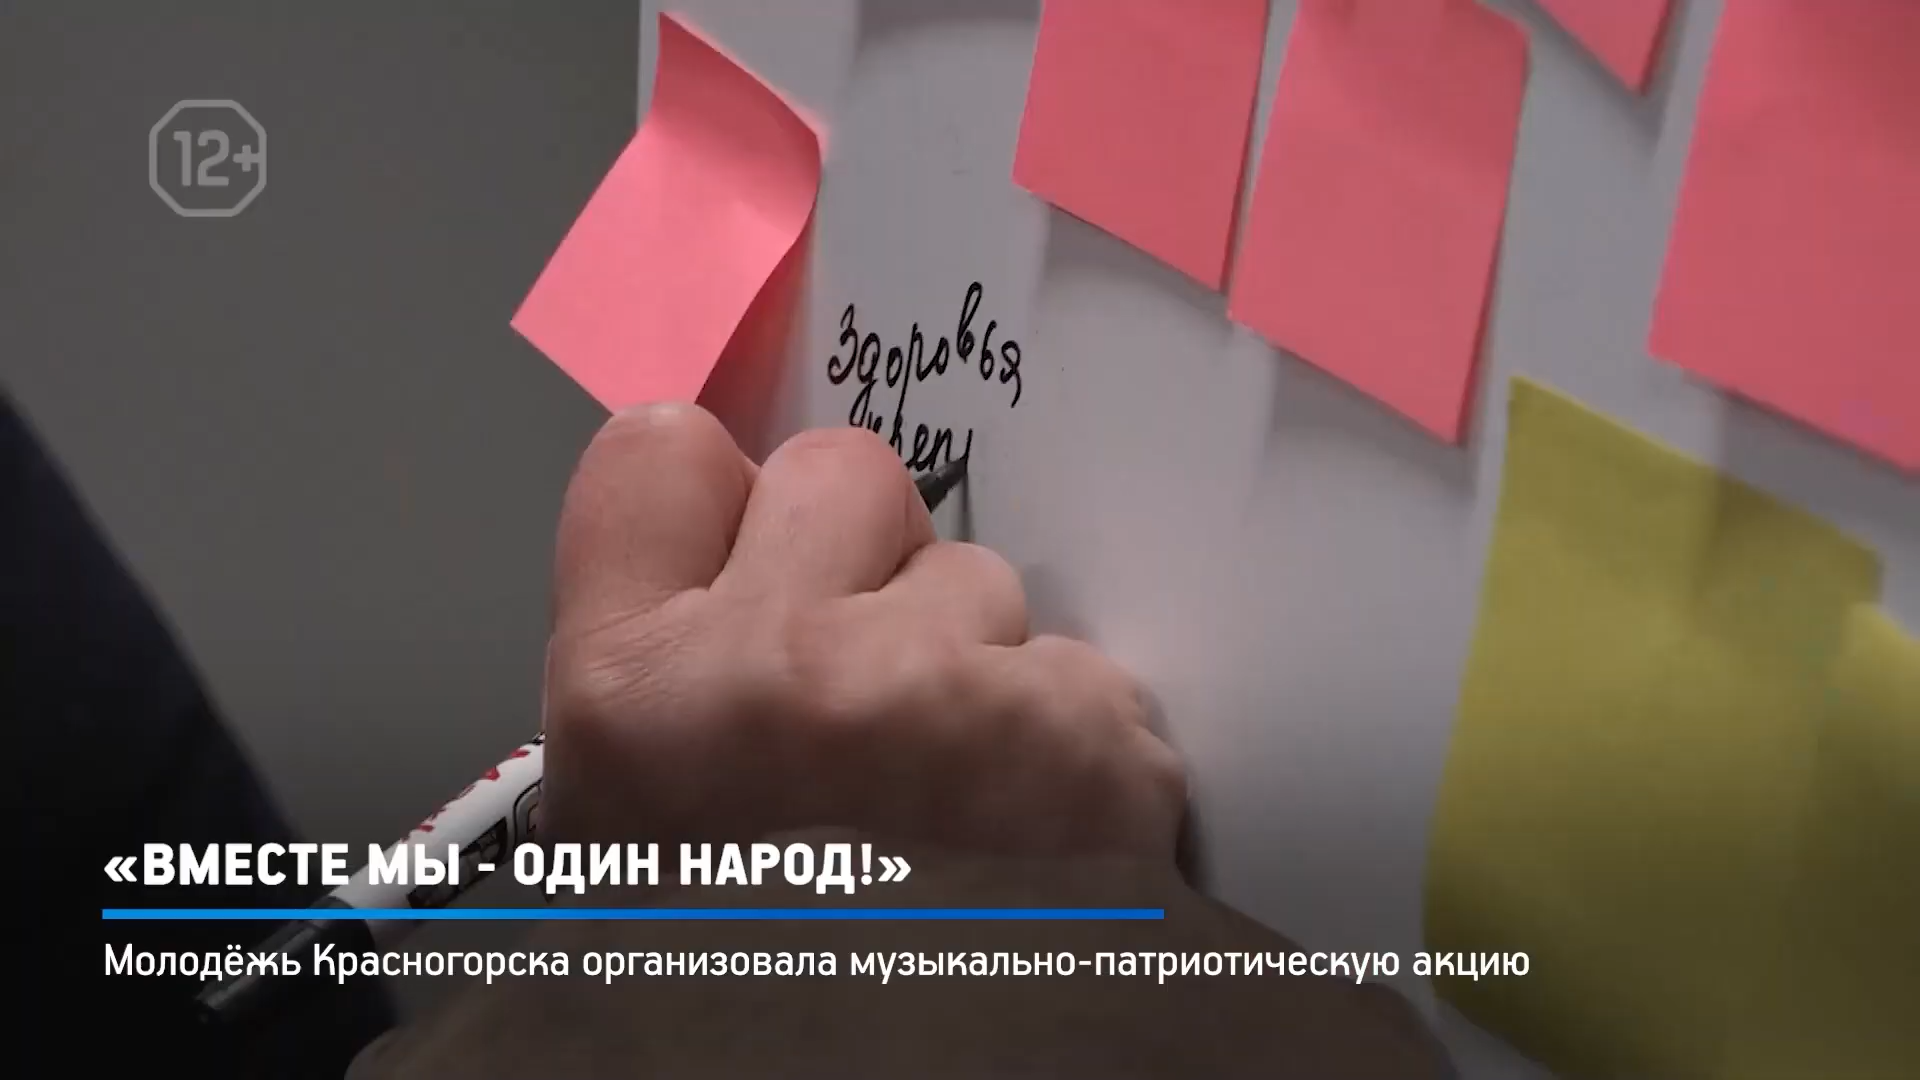 12+
Здоровья
«ВМЕСТЕ МЫ - ОДИН НАРОД!»
Молодёжь Красногорска организовала музыкально-патриотическую акцию